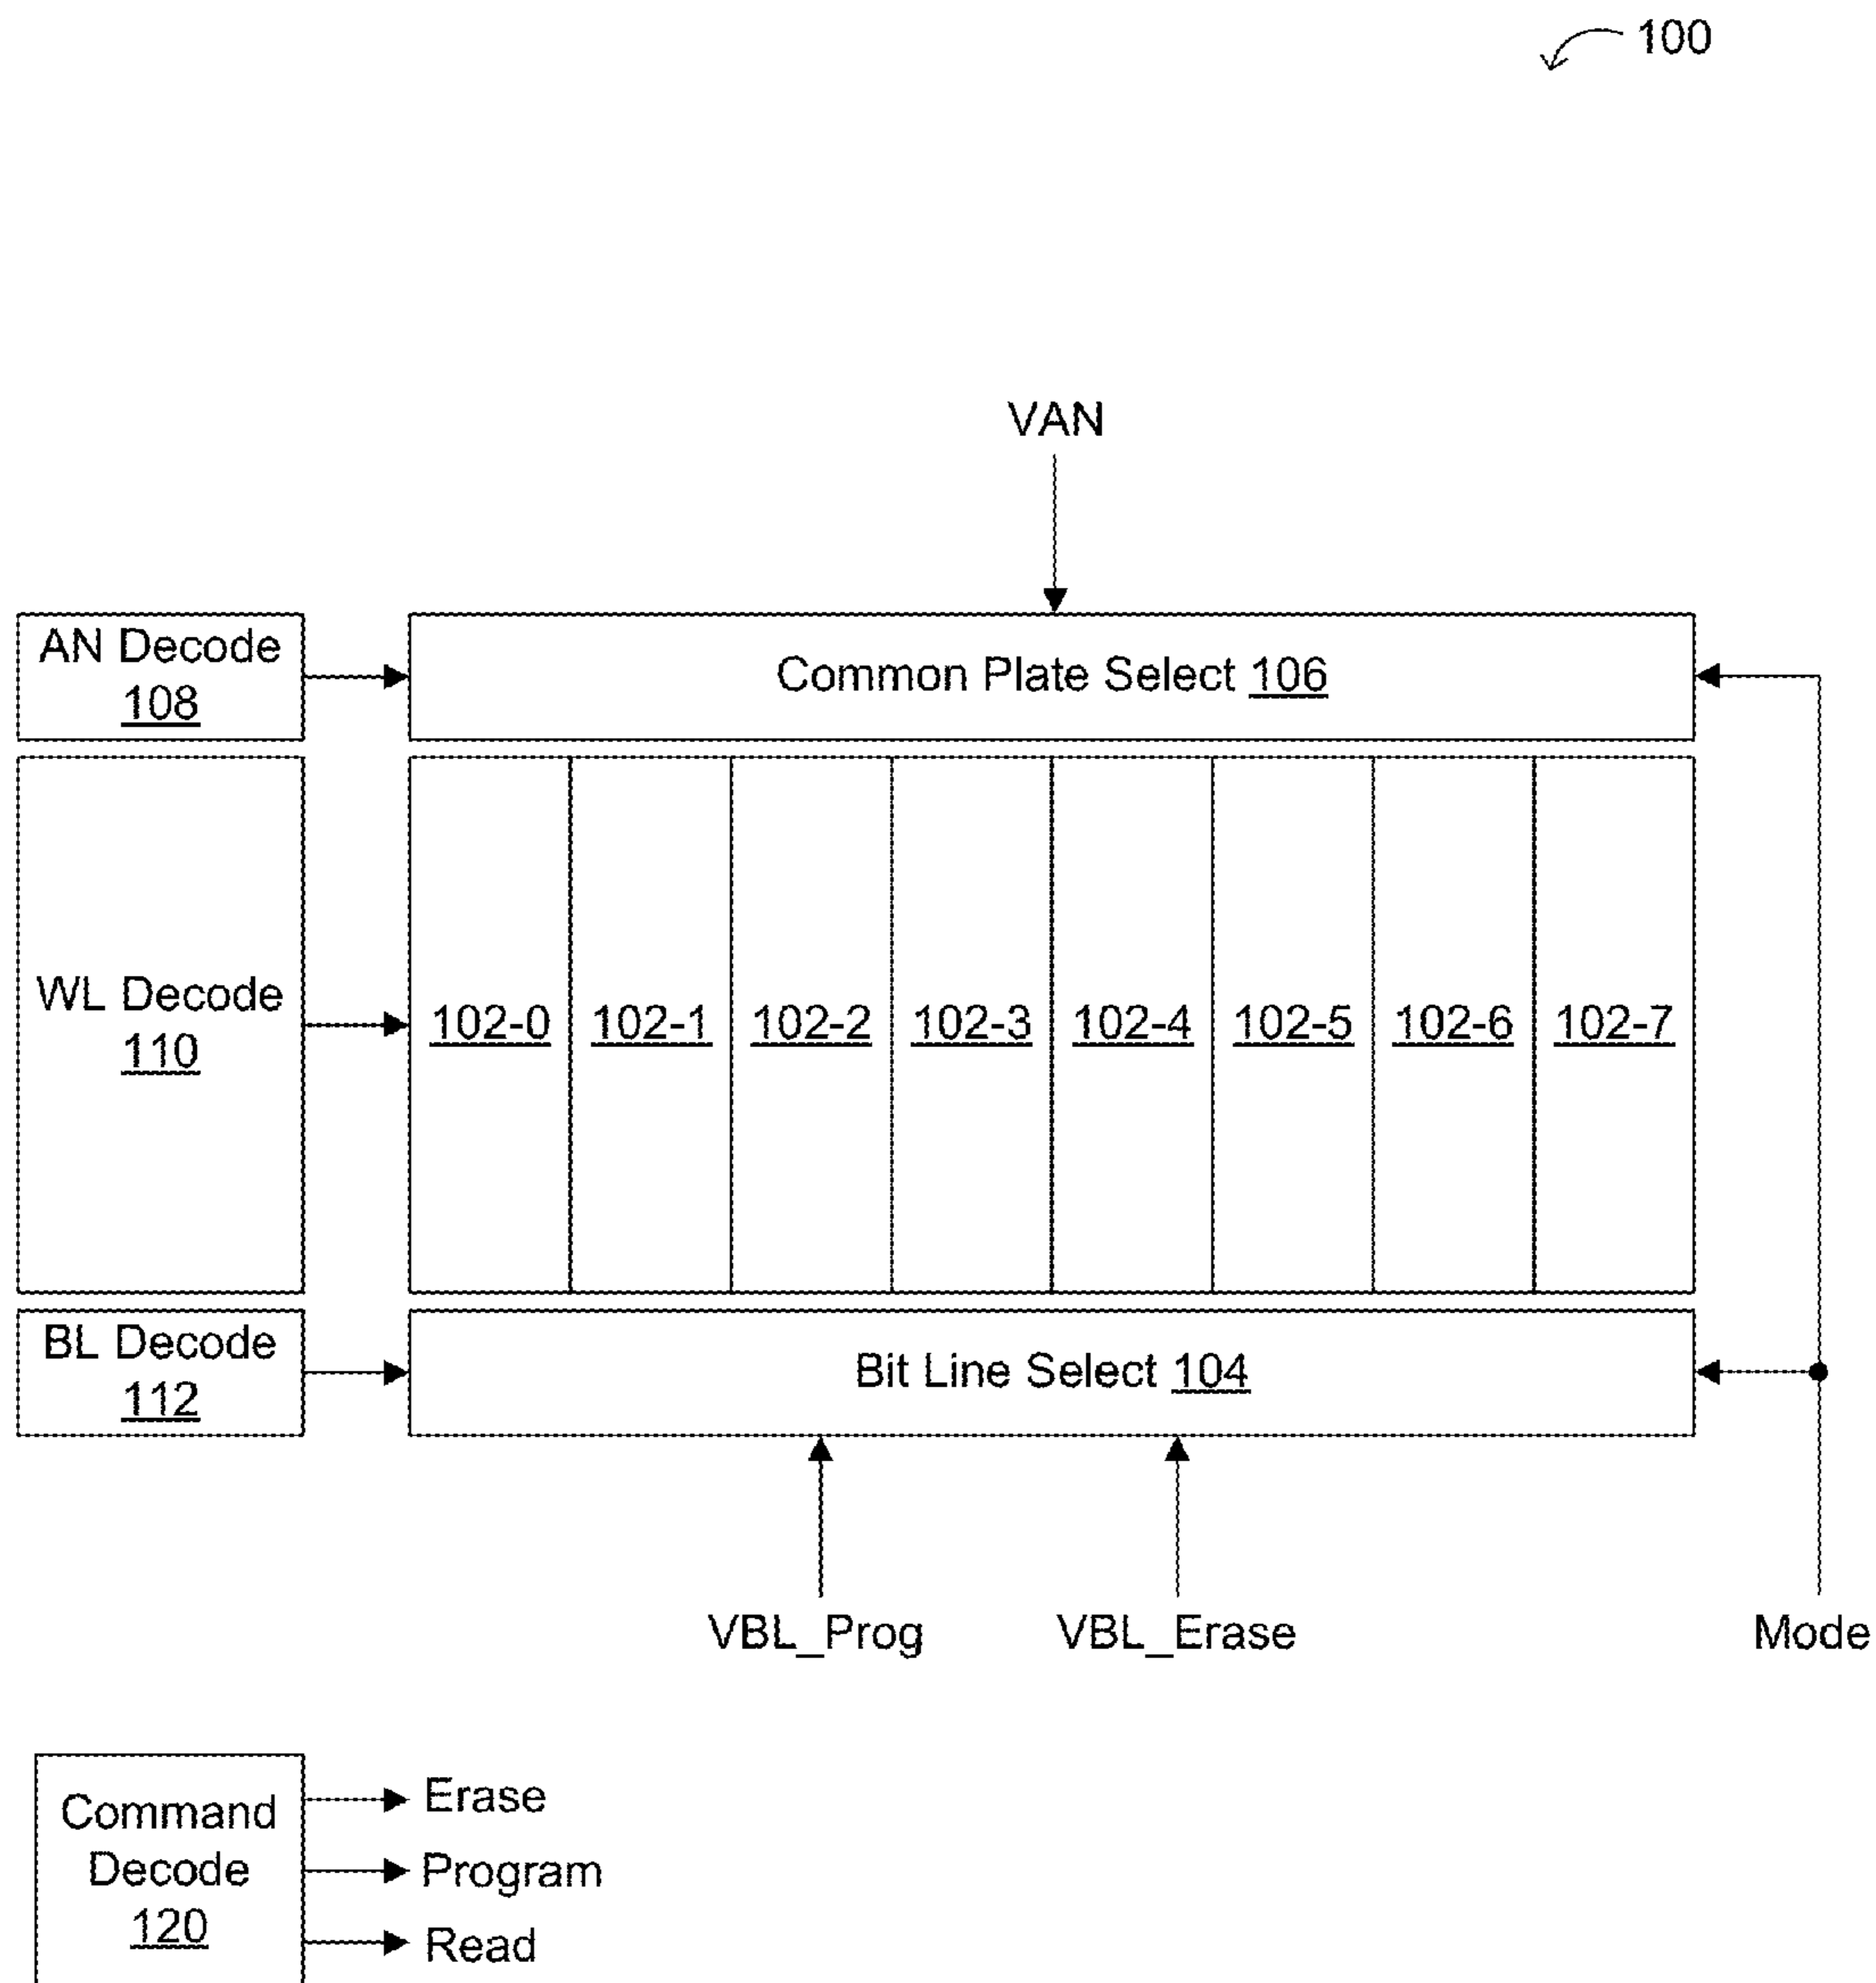 100
VAN
AN Decode
108
Common Plate Select 106
WL Decode
110
102-0 102-1 102-2 102-3 102-4 102-5 102-6 102-7
BL Decode
112
Bit Line Select 104
VBL_Prog VBL_Erase Mode
Command
Decode
120
Erase
Program
Read